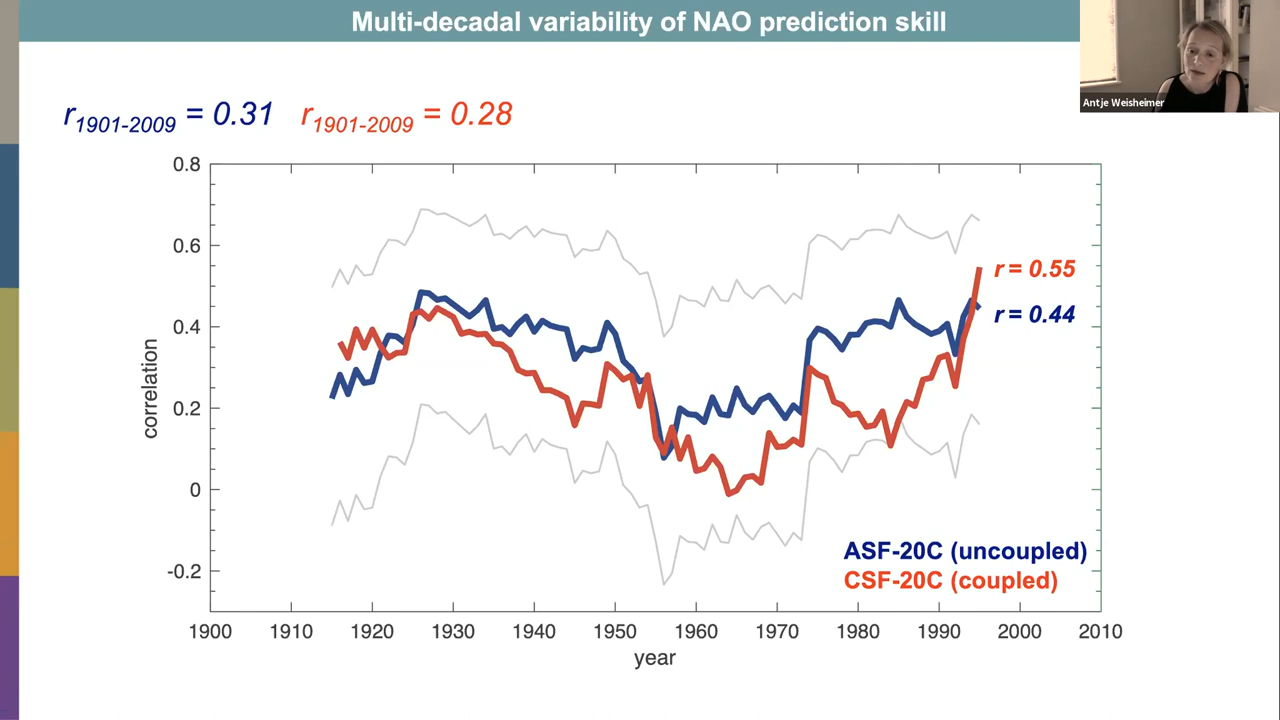 Multi-decadal variability of NAO prediction skill
Antje Weisheimer
r1901-2009 = 0.31 r1901-2009 = 0.28
0.8
0.6
0.4
0.2
0
-0.2
correlation
r = 0.55
r = 0.44
ASF-20C (uncoupled)
CSF-20C (coupled)
1900 1910 1920 1930 1940 1950 1960 1970 1980 1990 2000 2010
year